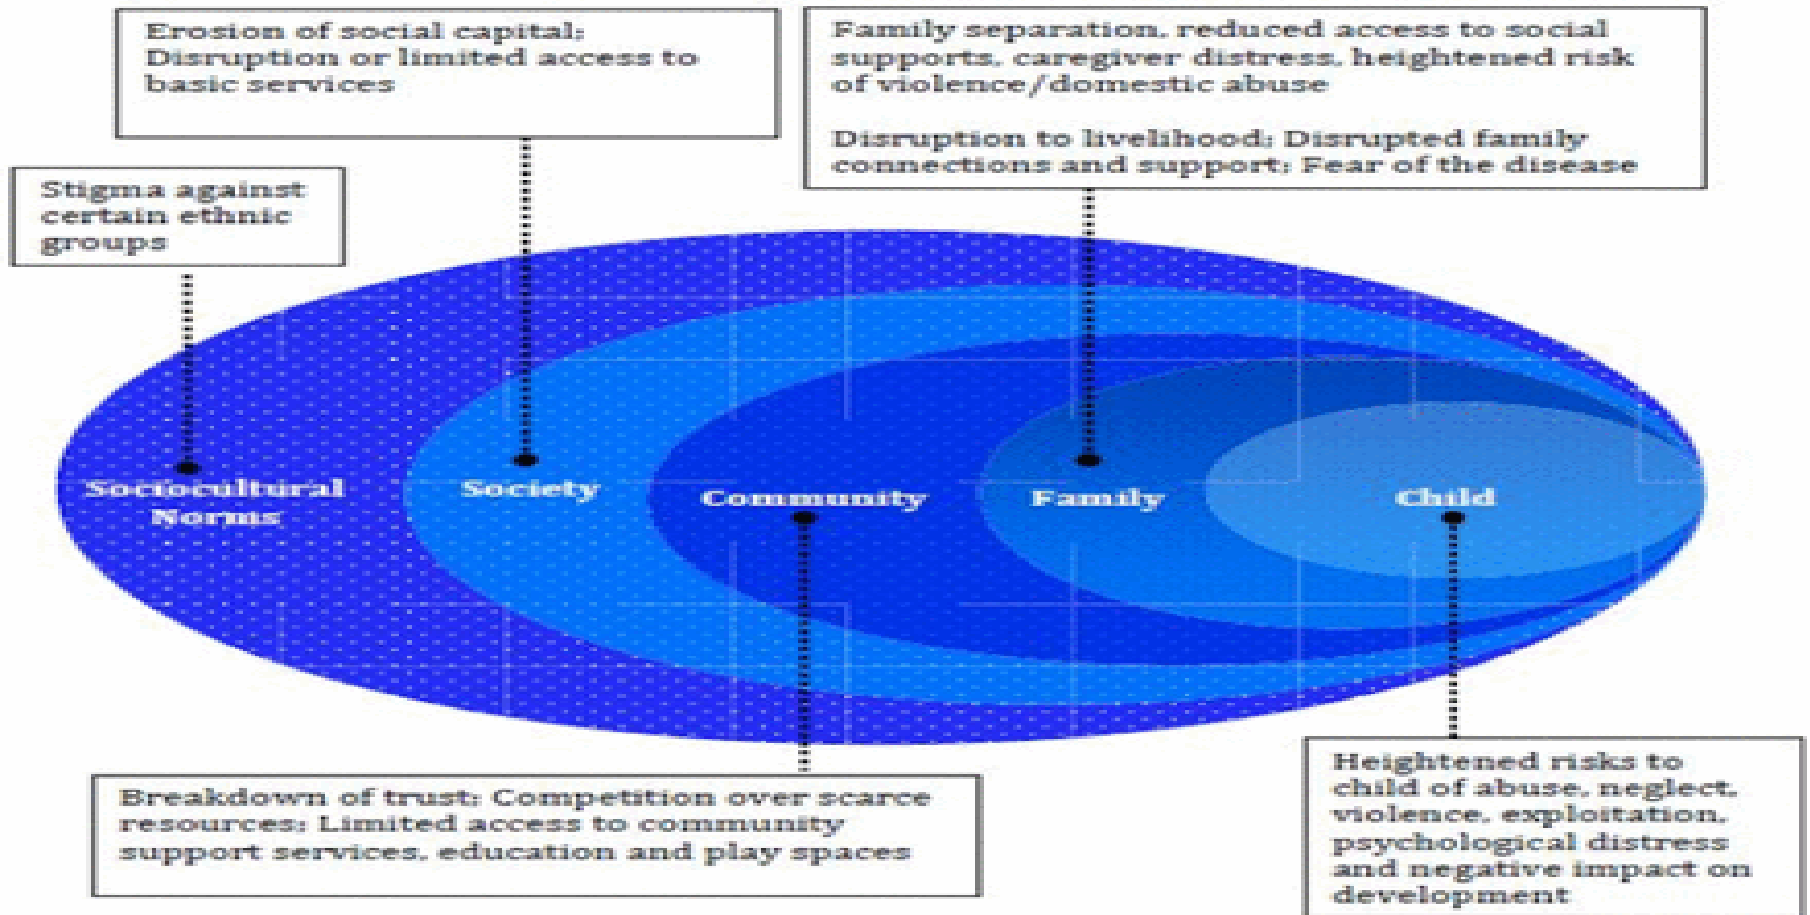 Erosion of social capital;
Disruption or limited access to
basic services
Family separation, reduced access to social
supports, caregiver distress, heightened risk
of violence/domestic abuse
Disruption to livelihood; Disrupted family
connections and support; Fear of the disease
Stigma against
certain ethnic
groups
Sociocultural
Norms
Society
Community
Family
Child
Breakdown of trust; Competition over scarce
resources; Limited access to community
support services, education and play spaces
Heightened risks to
child of abuse, neglect,
violence, exploitation,
psychological distress
and negative impact on
development